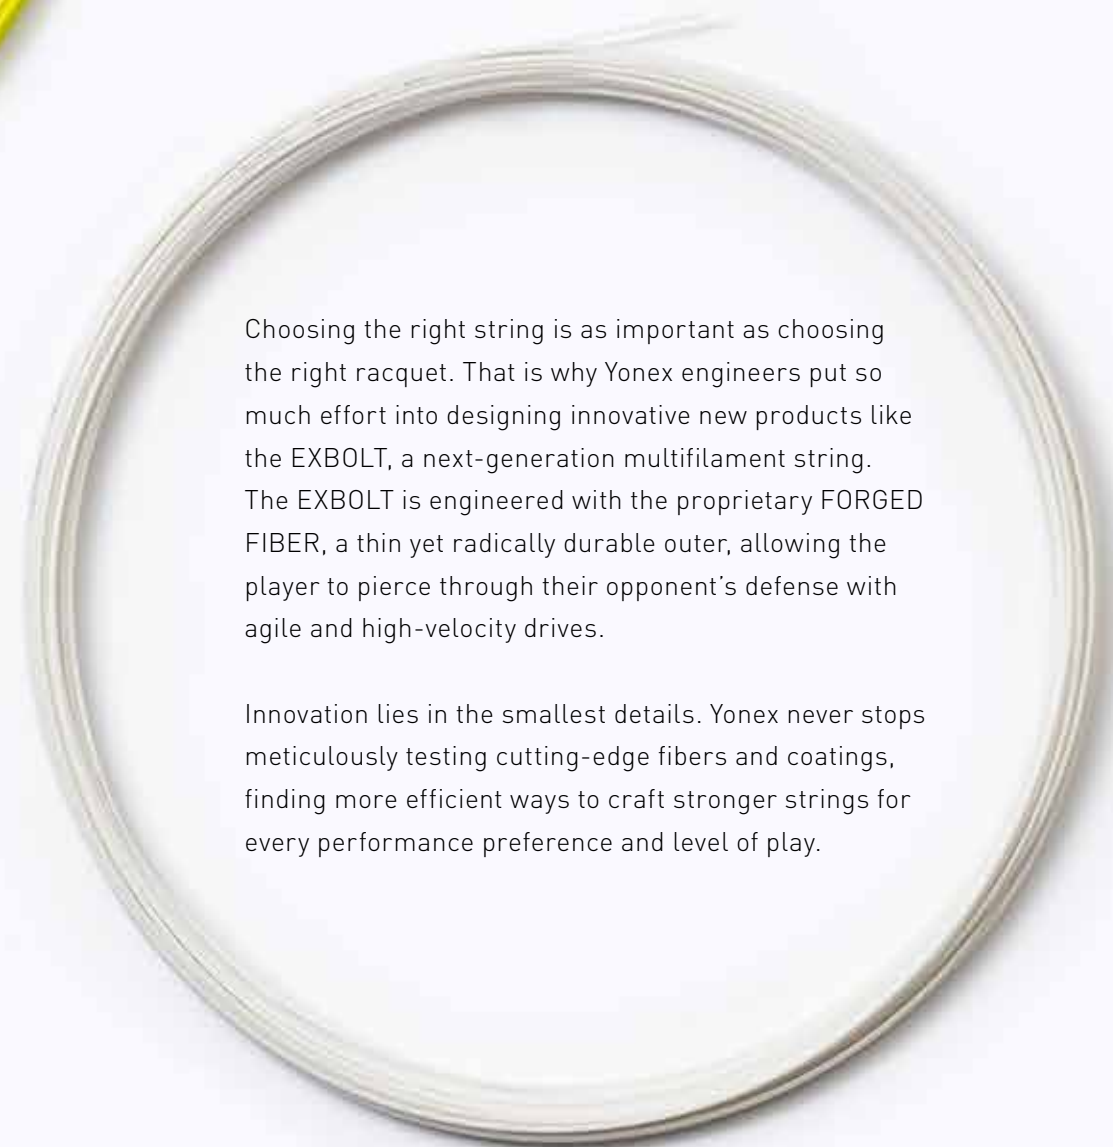 Choosing the right string is as important as choosing
the right racquet. That is why Yonex engineers put so
much effort into designing innovative new products like
the EXBOLT, a next-generation multifilament string.
The EXBOLT is engineered with the proprietary FORGED
FIBER, a thin yet radically durable outer, allowing the
player to pierce through their opponent’s defense with
agile and high-velocity drives.
Innovation lies in the smallest details. Yonex never stops
meticulously testing cutting-edge fibers and coatings,
finding more efficient ways to craft stronger strings for
every performance preference and level of play.